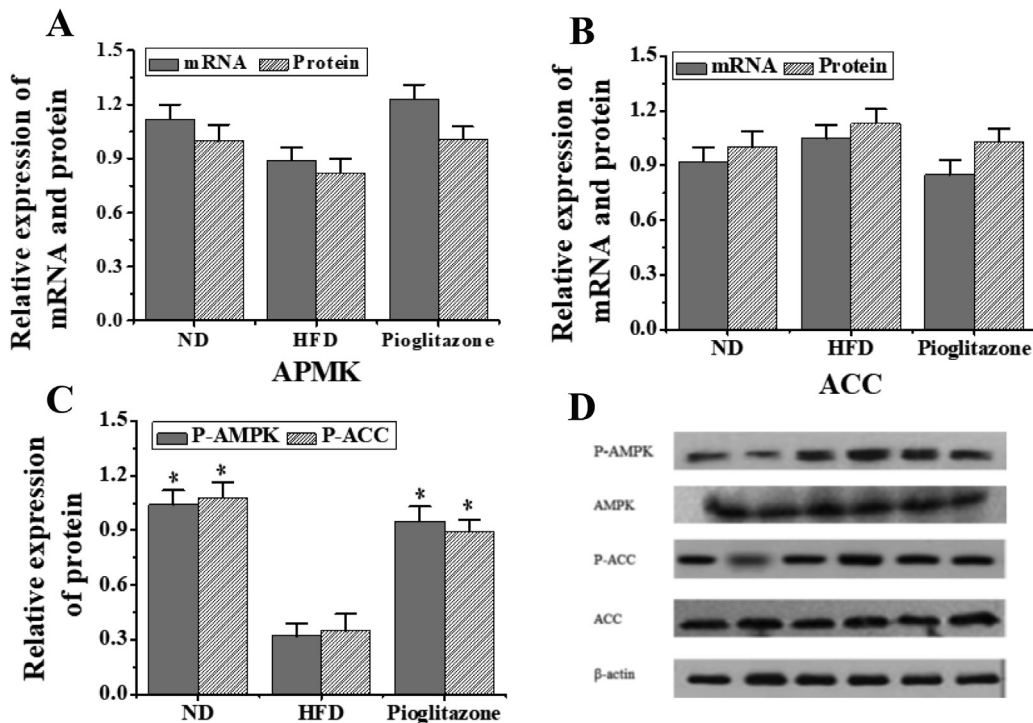 A
Relative expression of
mRNA and protein
1.5
1.2
0.9
0.6
0.3
0.0
mRNA Protein
ND HFD Pioglitazone
APMK
B
Relative expression of
mRNA and protein
1.5
1.2
0.9
0.6
0.3
0.0
mRNA Protein
ND HFD Pioglitazone
ACC
C
Relative expression
of protein
1.5
1.2
0.9
0.6
0.3
0.0
P-AMPK P-ACC
* * * *
ND HFD Pioglitazone
D
P-AMPK
AMPK
P-ACC
ACC
β-actin